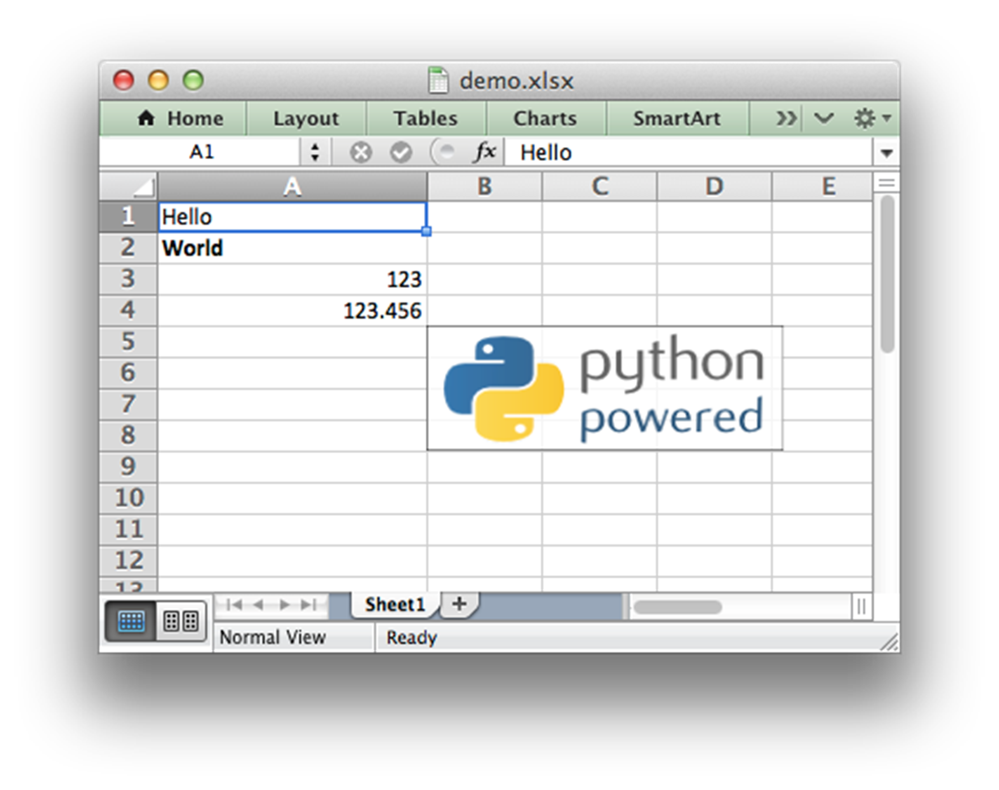 demo.xlsx
Home Layout Tables Charts SmartArt
A1 fx Hello
A B C D E
1 Hello
2 World
3 123
4 123.456
5
6
7
8
python
powered
9
10
11
12
13
Sheet1
Normal View Ready